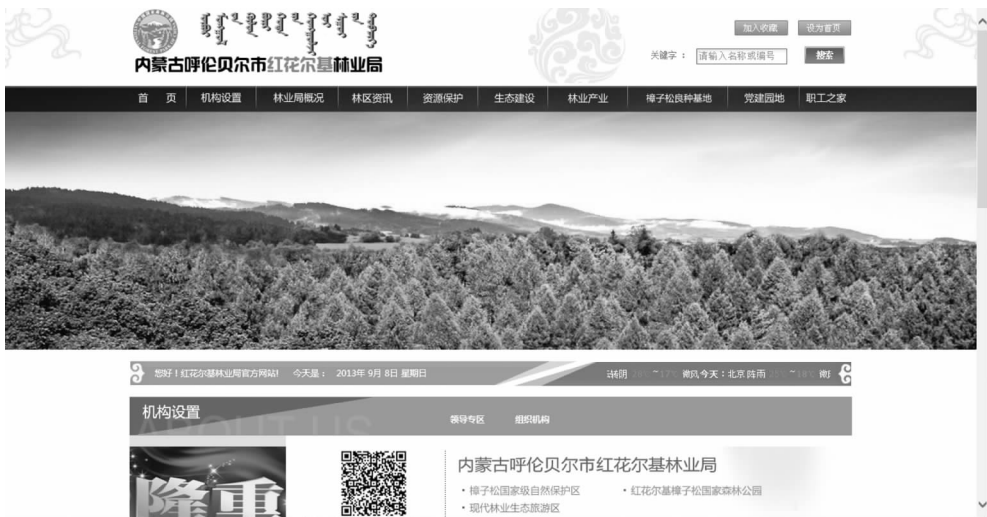 加入收藏 设为首页
内蒙古呼伦贝尔市红花尔基林业局
关键字： 请输入名称或编号 搜索
首 页 机构设置 林业局概况 林区资讯 资源保护 生态建设 林业产业 樟子松良种基地 党建园地 职工之家
您好！红花尔基林业局官方网站! 今天是： 2013年 9月 8日 星期日 转阴 ~17℃ 微风 今天：北京 阵雨 ~18℃ 微
机构设置 领导专区 组织机构
ABOUT US
隆重
内蒙古呼伦贝尔市红花尔基林业局
• 樟子松国家级自然保护区 • 红花尔基樟子松国家森林公园
• 现代林业生态旅游区